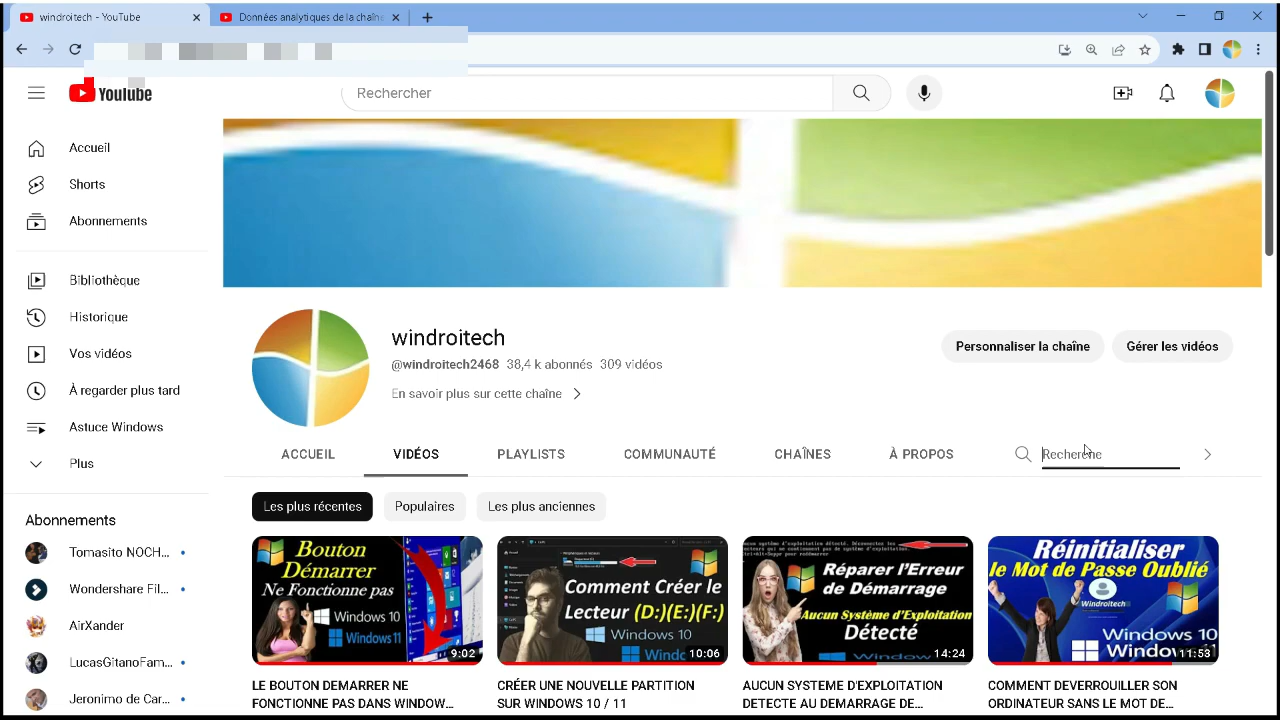 windroitech - YouTube
Données analytiques de la chaîn
YouTube
Rechercher
Accueil
Shorts
Abonnements
Bibliothèque
Historique
Vos vidéos
À regarder plus tard
Astuce Windows
Plus
Abonnements
Tortosito NOCH...
Wondershare Fil...
AirXander
LucasGitanoFam...
Jeronimo de Car...
windroitech
@windroitech2468 38,4 k abonnés 309 vidéos
En savoir plus sur cette chaîne
Personnaliser la chaîne
Gérer les vidéos
ACCUEIL
VIDÉOS
PLAYLISTS
COMMUNAUTÉ
CHAÎNES
À PROPOS
Recherche
Les plus récentes
Populaires
Les plus anciennes
Bouton
Démarrer
Ne Fonctionne pas
Windows 10
Windows 11
9:02
LE BOUTON DEMARRER NE
FONCTIONNE PAS DANS WINDOW...
Comment Créer le
Lecteur (D:)(E:)(F:)
Windows 10
Windo
10:06
CRÉER UNE NOUVELLE PARTITION
SUR WINDOWS 10 / 11
Réparer l'Erreur
de Démarrage
Aucun Système d'Exploitation
Détecté
Window
14:24
AUCUN SYSTEME D'EXPLOITATION
DETECTE AU DEMARRAGE DE...
Réinitialiser
le Mot de Passe Oublié
Windroitech
Windows 10
Windows 11
11:53
COMMENT DEVERROUILLER SON
ORDINATEUR SANS LE MOT DE...